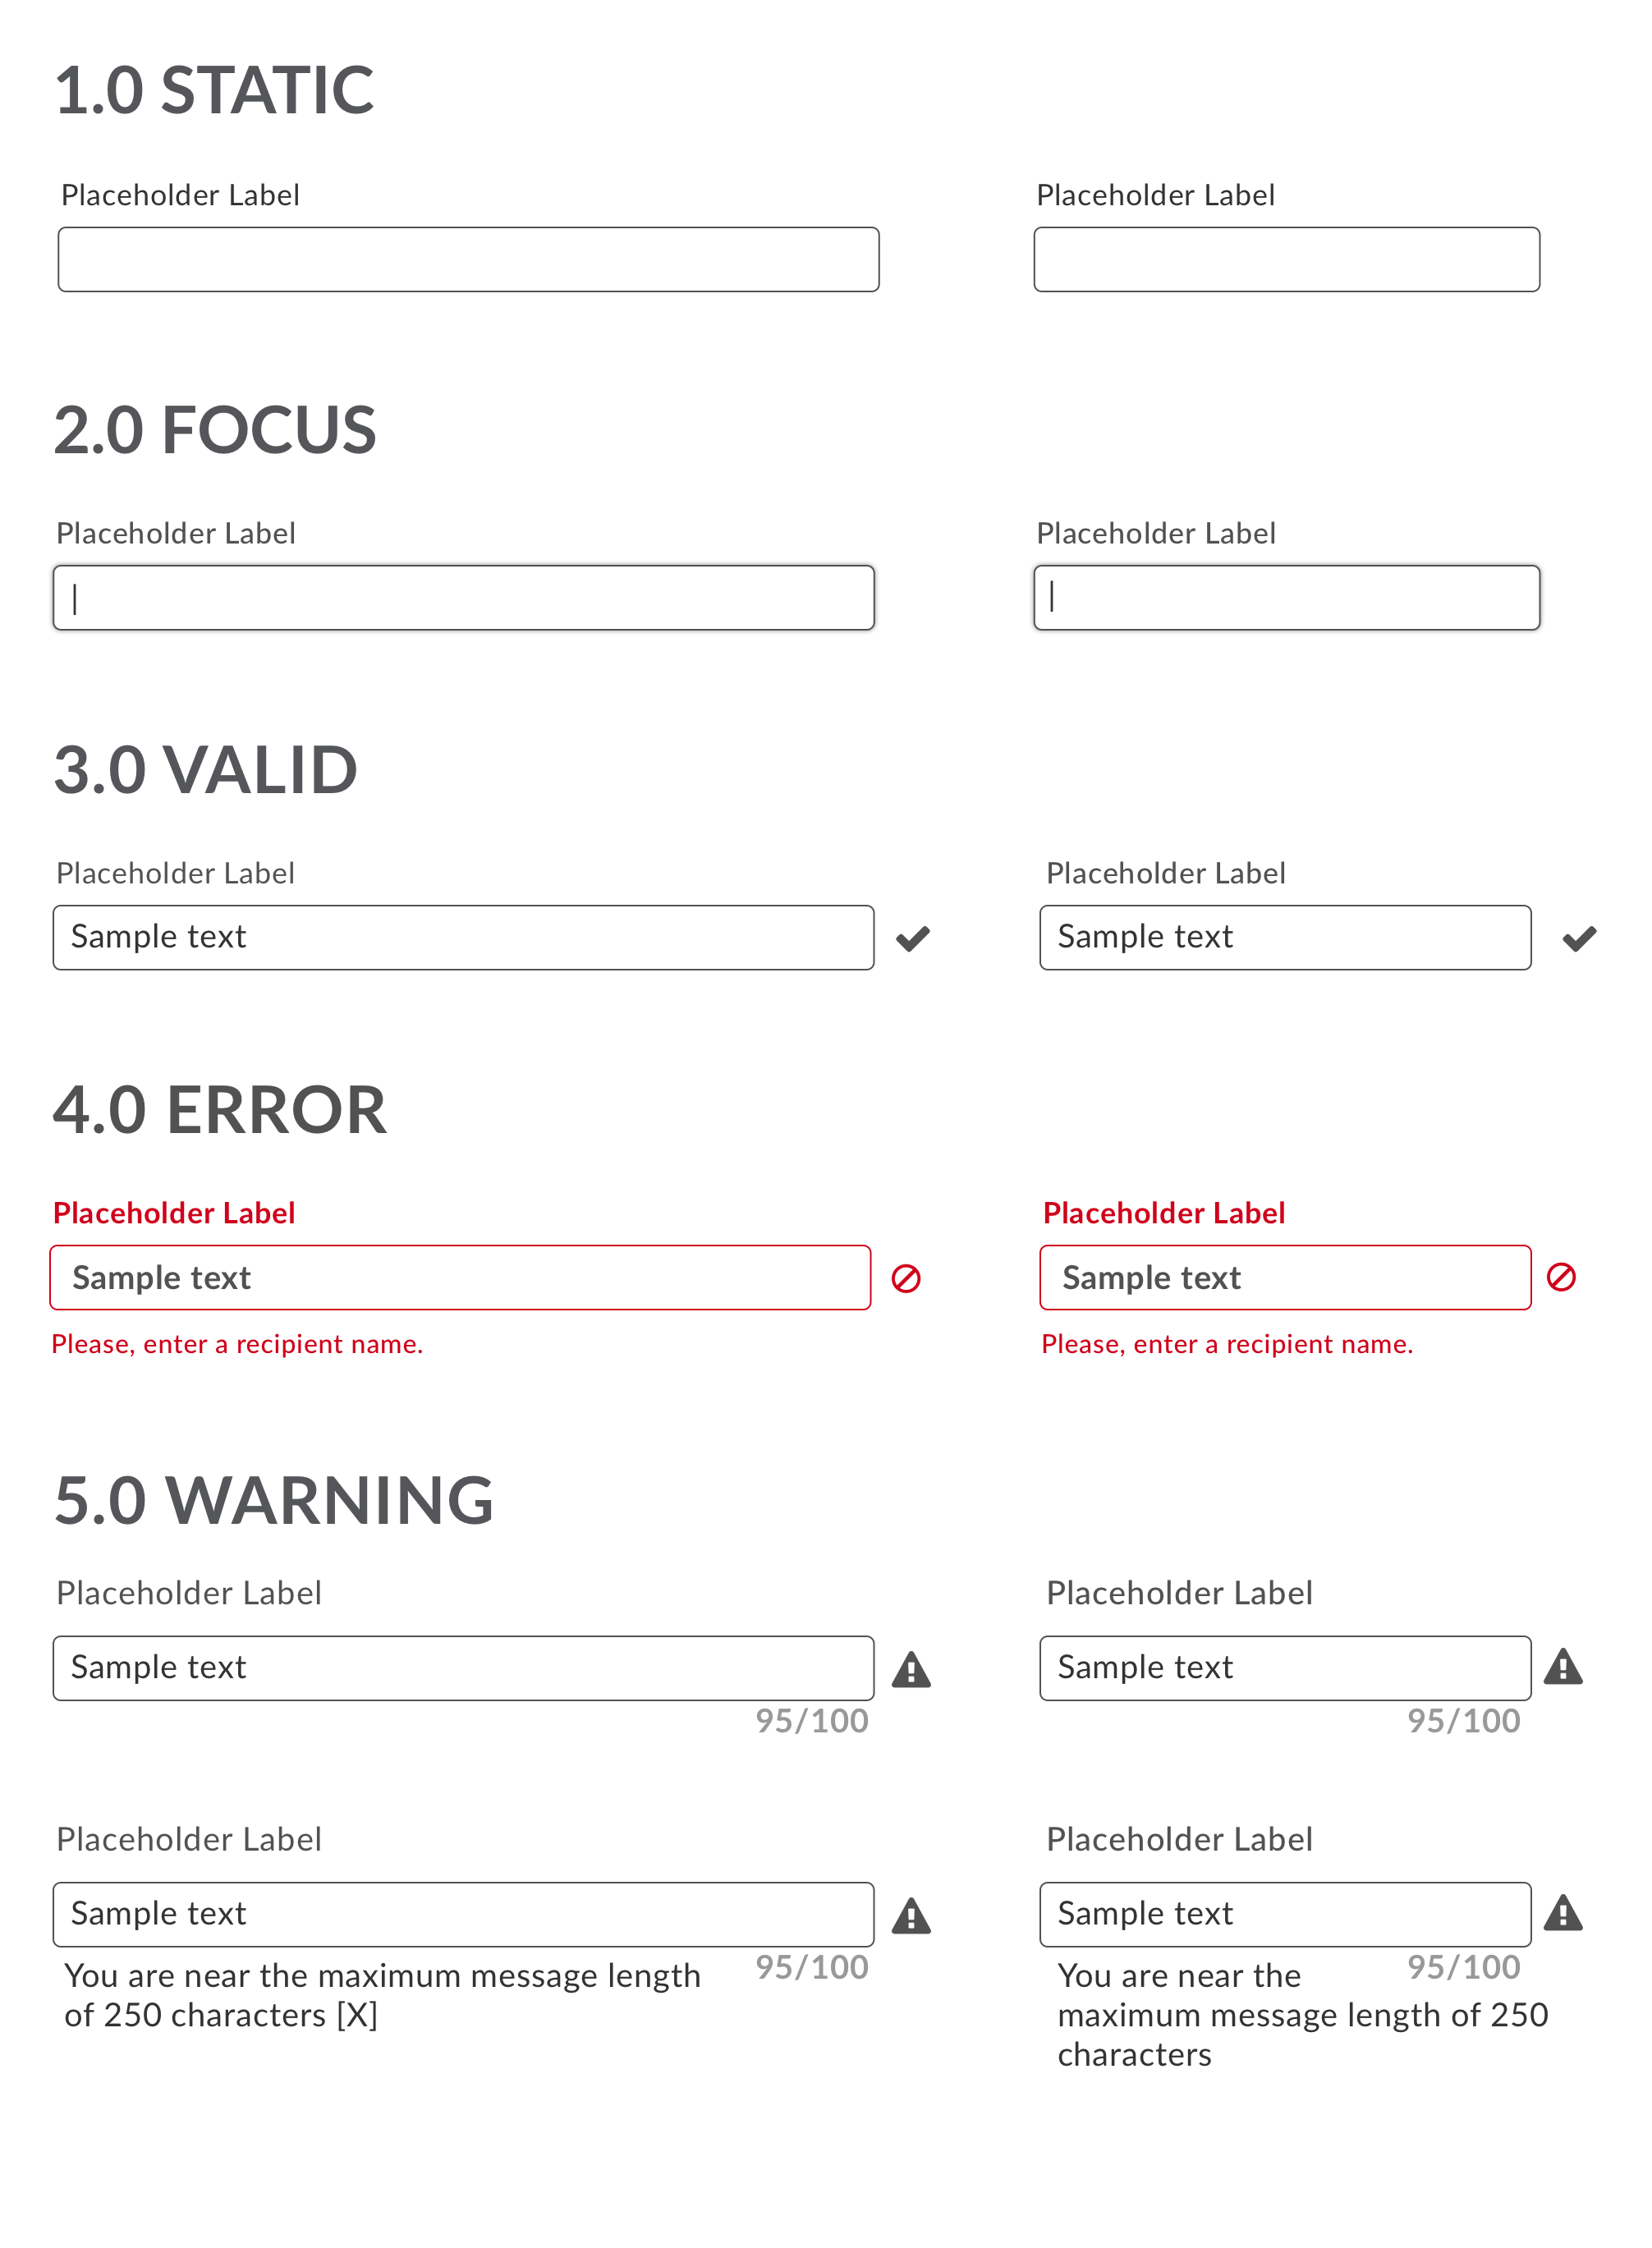 1.0 STATIC
Placeholder Label
Placeholder Label
2.0 FOCUS
Placeholder Label
Placeholder Label
3.0 VALID
Placeholder Label
Placeholder Label
Sample text
Sample text
4.0 ERROR
Placeholder Label
Placeholder Label
Sample text
Sample text
Please, enter a recipient name.
Please, enter a recipient name.
5.0 WARNING
Placeholder Label
Placeholder Label
Sample text
Sample text
95/100
95/100
Placeholder Label
Placeholder Label
Sample text
Sample text
95/100
95/100
You are near the maximum message length
of 250 characters [X]
You are near the
maximum message length of 250
characters